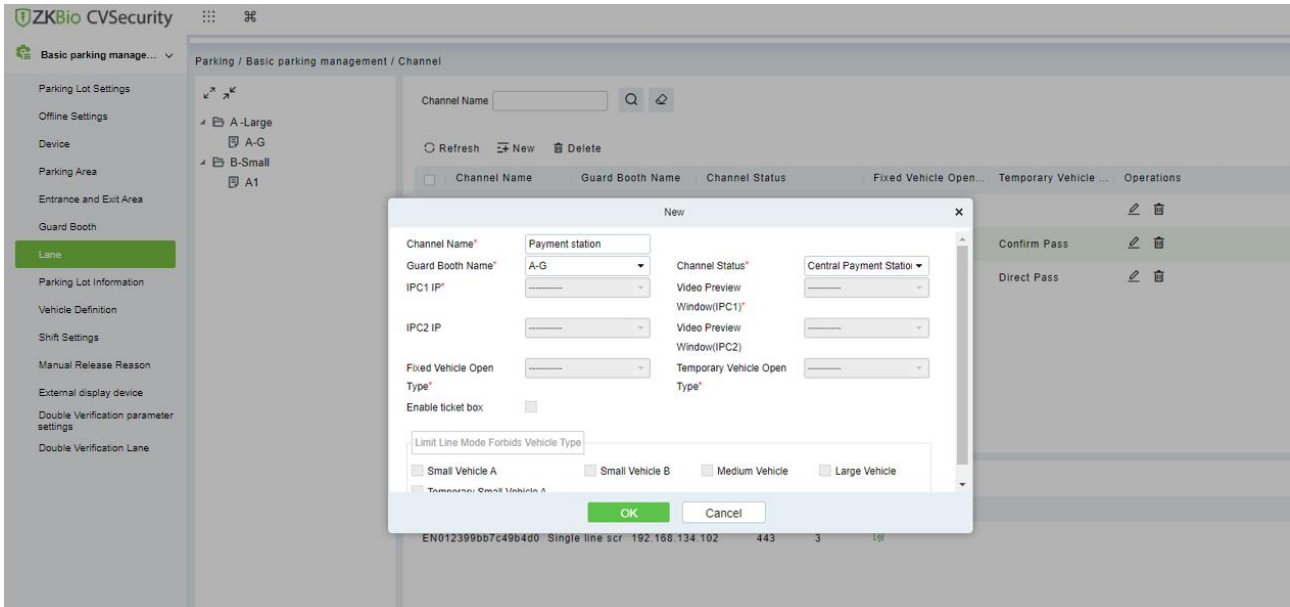 ZKBio CVSecurity
Basic parking manage...
Parking Lot Settings
Offline Settings
Device
Parking Area
Entrance and Exit Area
Guard Booth
Lane
Parking Lot Information
Vehicle Definition
Shift Settings
Manual Release Reason
External display device
Double Verification parameter
settings
Double Verification Lane
Parking / Basic parking management / Channel
A-Large
A-G
B-Small
A1
Channel Name
Refresh New Delete
Channel Name Guard Booth Name Channel Status Fixed Vehicle Open... Temporary Vehicle ... Operations
Confirm Pass
Direct Pass
New
Channel Name* Payment station
Guard Booth Name* A-G Channel Status* Central Payment Station
IPC1 IP* ---------- Video Preview ----------
Window(IPC1)*
IPC2 IP ---------- Video Preview ----------
Window(IPC2)
Fixed Vehicle Open ---------- Temporary Vehicle Open ----------
Type* Type*
Enable ticket box
Limit Line Mode Forbids Vehicle Type
Small Vehicle A Small Vehicle B Medium Vehicle Large Vehicle
Temporary Small Vehicle A
OK Cancel
EN012399bb7c49b4d0 Single line scr 192.168.134.102 443 3